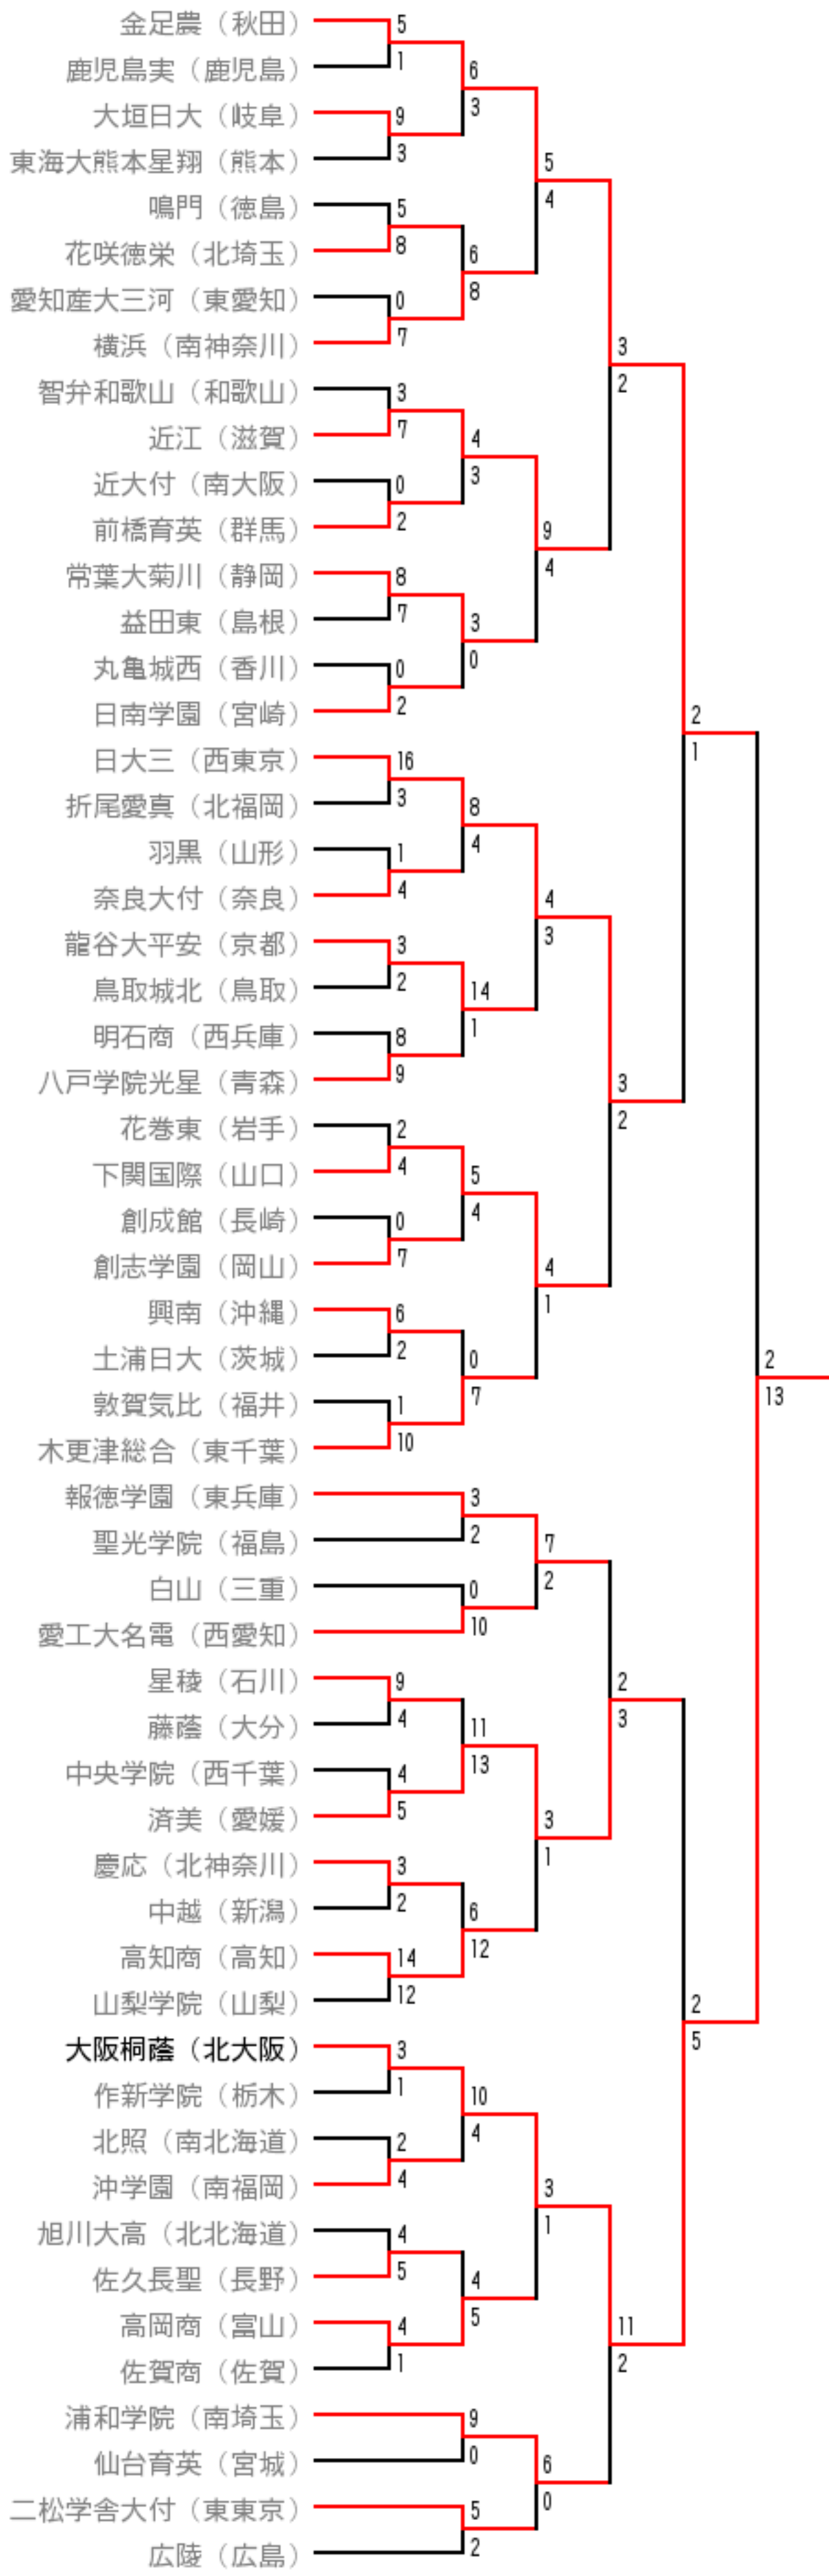 金足農（秋田） 5
鹿児島実（鹿児島） 1 6
大垣日大（岐阜） 9 3
東海大熊本星翔（熊本） 3 5
鳴門（徳島） 5 4
花咲徳栄（北埼玉） 8 6
愛知産大三河（東愛知） 0 8
横浜（南神奈川） 7 3
智弁和歌山（和歌山） 3 2
近江（滋賀） 7 4
近大付（南大阪） 0 3
前橋育英（群馬） 2 9
常葉大菊川（静岡） 8 4
益田東（島根） 7 3
丸亀城西（香川） 0 0
日南学園（宮崎） 2 2
日大三（西東京） 16 1
折尾愛真（北福岡） 3 8
羽黒（山形） 1 4
奈良大付（奈良） 4 4
龍谷大平安（京都） 3 3
鳥取城北（鳥取） 2 14
明石商（西兵庫） 8 1
八戸学院光星（青森） 9 3
花巻東（岩手） 2 2
下関国際（山口） 4 5
創成館（長崎） 0 4
創志学園（岡山） 7 4
興南（沖縄） 6 1
土浦日大（茨城） 2 0 2
敦賀気比（福井） 1 7 13
木更津総合（東千葉） 10
報徳学園（東兵庫） 3
聖光学院（福島） 2 7
白山（三重） 0 2
愛工大名電（西愛知） 10
星稜（石川） 9 2
藤蔭（大分） 4 11 3
中央学院（西千葉） 4 13
済美（愛媛） 5 3
慶応（北神奈川） 3 1
中越（新潟） 2 6
高知商（高知） 14 12
山梨学院（山梨） 12 2
大阪桐蔭（北大阪） 3 5
作新学院（栃木） 1 10
北照（南北海道） 2 4
沖学園（南福岡） 4 3
旭川大高（北北海道） 4 1
佐久長聖（長野） 5 4
高岡商（富山） 4 5 11
佐賀商（佐賀） 1 2
浦和学院（南埼玉） 9
仙台育英（宮城） 0 6
二松学舎大付（東東京） 5 0
広陵（広島） 2